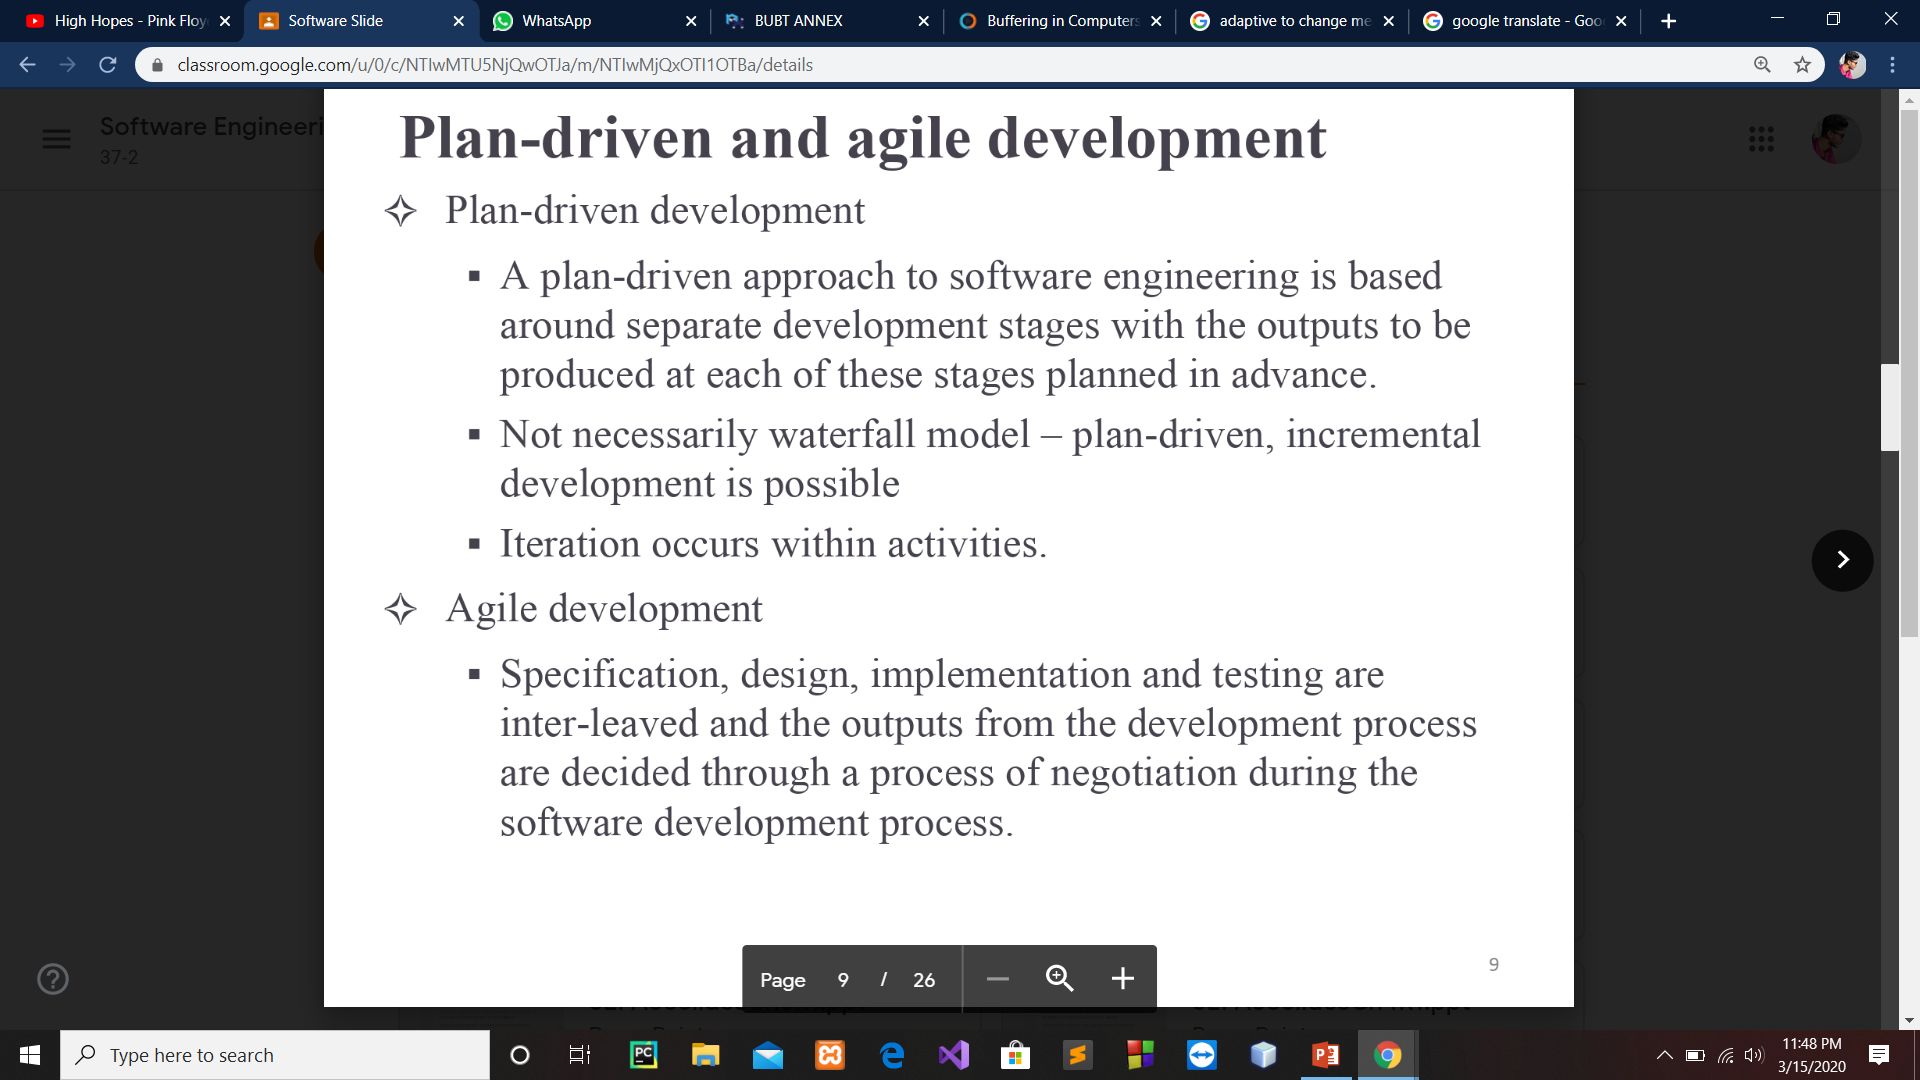 High Hopes - Pink Floy
Software Slide
WhatsApp
BUBT ANNEX
Buffering in Computers
adaptive to change me
google translate - Goo
classroom.google.com/u/0/c/NTIwMTU5NjQwOTJa/m/NTIwMjQxOTI1OTBa/details
Software Engineeri
37-2
Plan-driven and agile development
Plan-driven development
A plan-driven approach to software engineering is based
around separate development stages with the outputs to be
produced at each of these stages planned in advance.
Not necessarily waterfall model – plan-driven, incremental
development is possible
Iteration occurs within activities.
Agile development
Specification, design, implementation and testing are
inter-leaved and the outputs from the development process
are decided through a process of negotiation during the
software development process.
9
Page 9 / 26
Type here to search
11:48 PM
3/15/2020